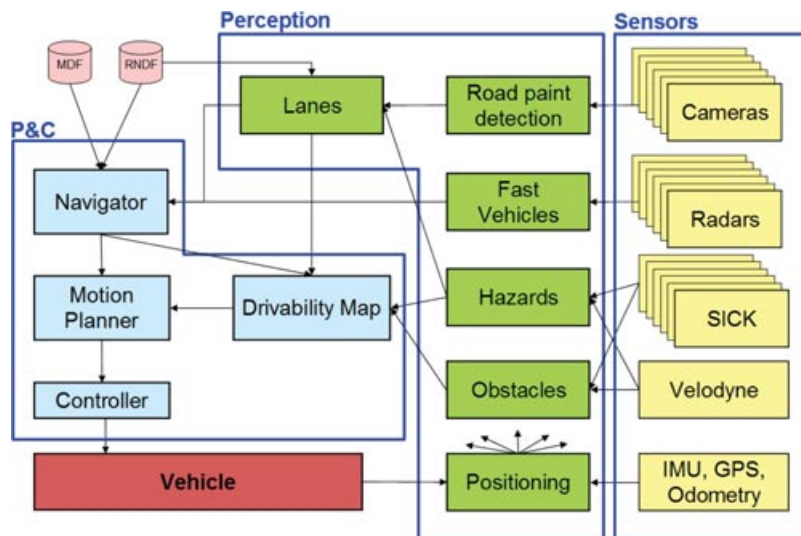 Perception
Sensors
MDF
RNDF
Lanes
Road paint
detection
Cameras
P&C
Navigator
Fast
Vehicles
Radars
Motion
Planner
Drivability Map
Hazards
SICK
Controller
Obstacles
Velodyne
Vehicle
Positioning
IMU, GPS,
Odometry